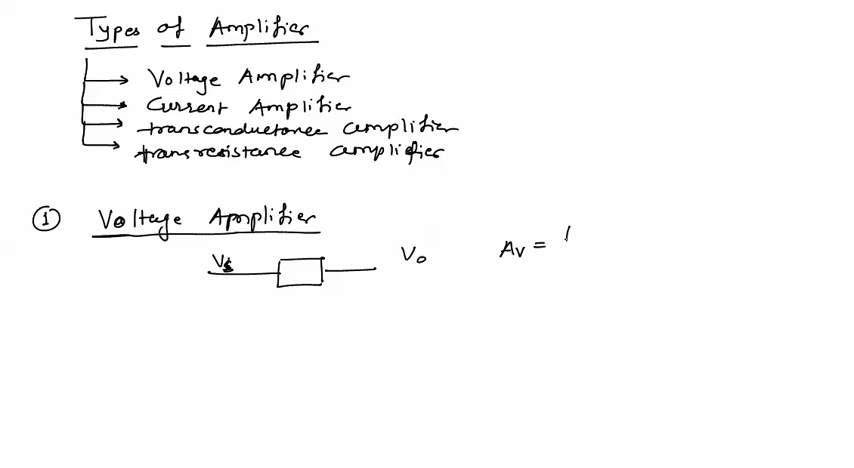 Types of Amplifier
Voltage Amplifier
Current Amplifier
transconductance amplifier
transresistance amplifier
① Voltage Amplifier
Vs Vo Av =